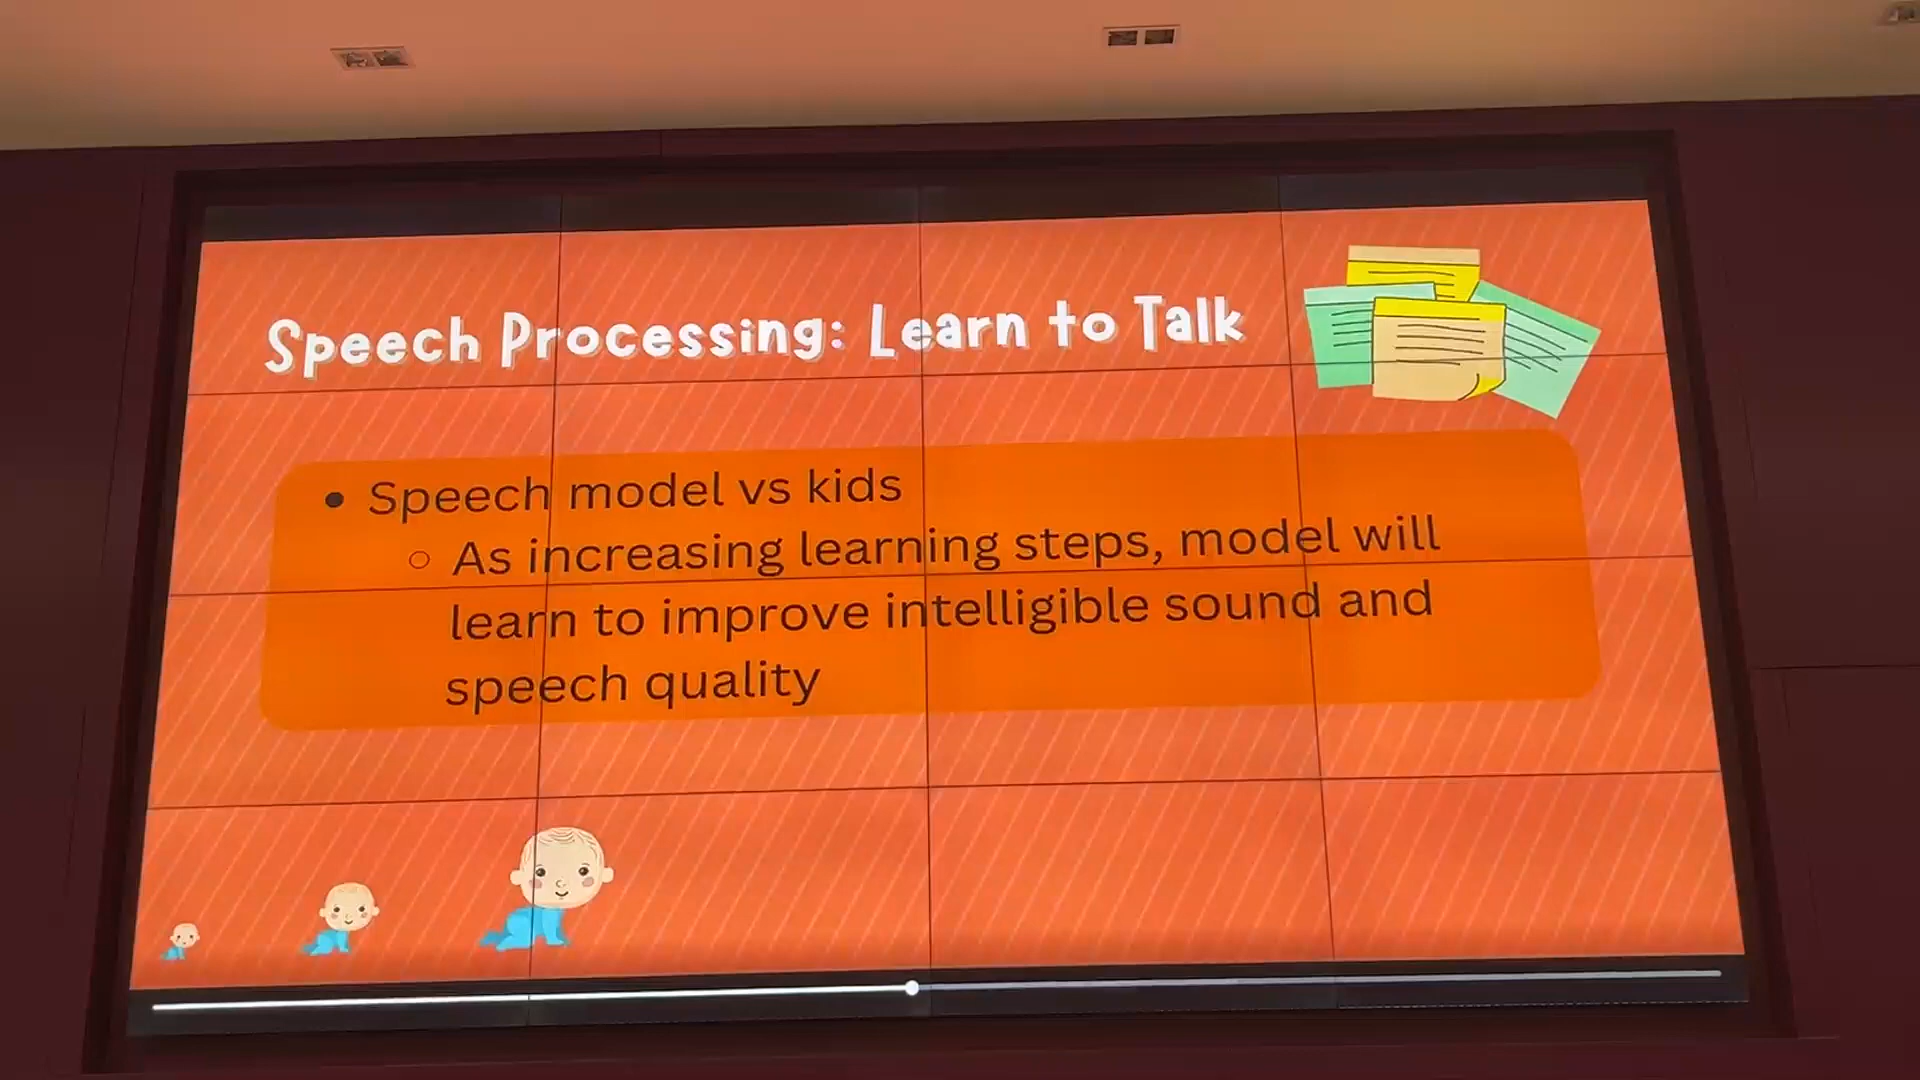 Speech Processing: Learn to Talk
• Speech model vs kids
○ As increasing learning steps, model will
learn to improve intelligible sound and
speech quality